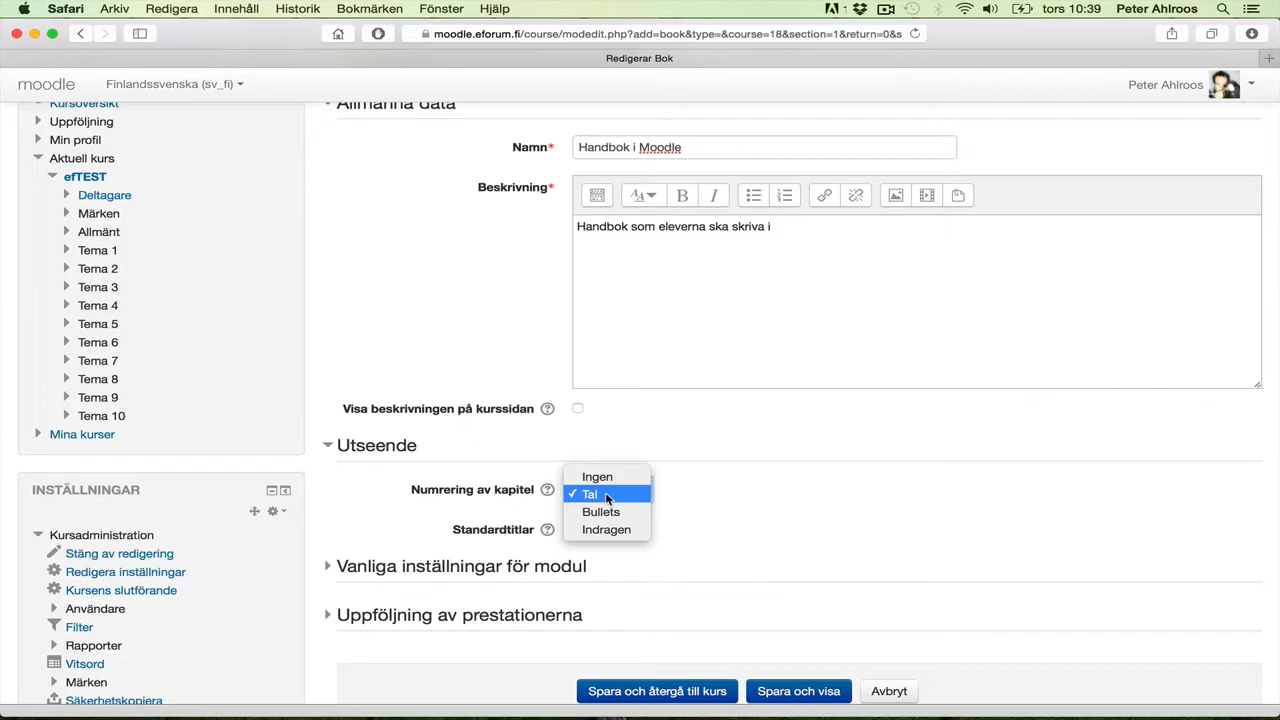 Safari Arkiv Redigera Innehåll Historik Bokmärken Fönster Hjälp tors 10:39 Peter Ahlroos
moodle.eforum.fi/course/modedit.php?add=book&type=&course=18&section=1&return=0&s
Redigerar Bok
moodle Finlandssvenska (sv_fi) Peter Ahlroos
Kursöversikt
Uppföljning
Min profil
Aktuell kurs
efTEST
Deltagare
Märken
Allmänt
Tema 1
Tema 2
Tema 3
Tema 4
Tema 5
Tema 6
Tema 7
Tema 8
Tema 9
Tema 10
Mina kurser
INSTÄLLNINGAR
Kursadministration
Stäng av redigering
Redigera inställningar
Kursens slutförande
Användare
Filter
Rapporter
Vitsord
Märken
Säkerhetskopiera
Allmänna data
Namn* Handbok i Moodle
Beskrivning*
Handbok som eleverna ska skriva i
Visa beskrivningen på kurssidan
Utseende
Numrering av kapitel
Ingen
Tal
Bullets
Indragen
Standardtitlar
Vanliga inställningar för modul
Uppföljning av prestationerna
Spara och återgå till kurs Spara och visa Avbryt